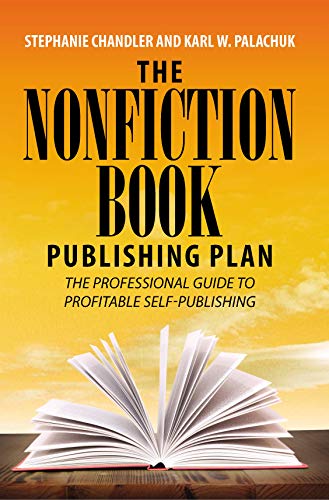 STEPHANIE CHANDLER AND KARL W. PALACHUK
THE
NONFICTION
BOOK
PUBLISHING PLAN
THE PROFESSIONAL GUIDE TO
PROFITABLE SELF-PUBLISHING